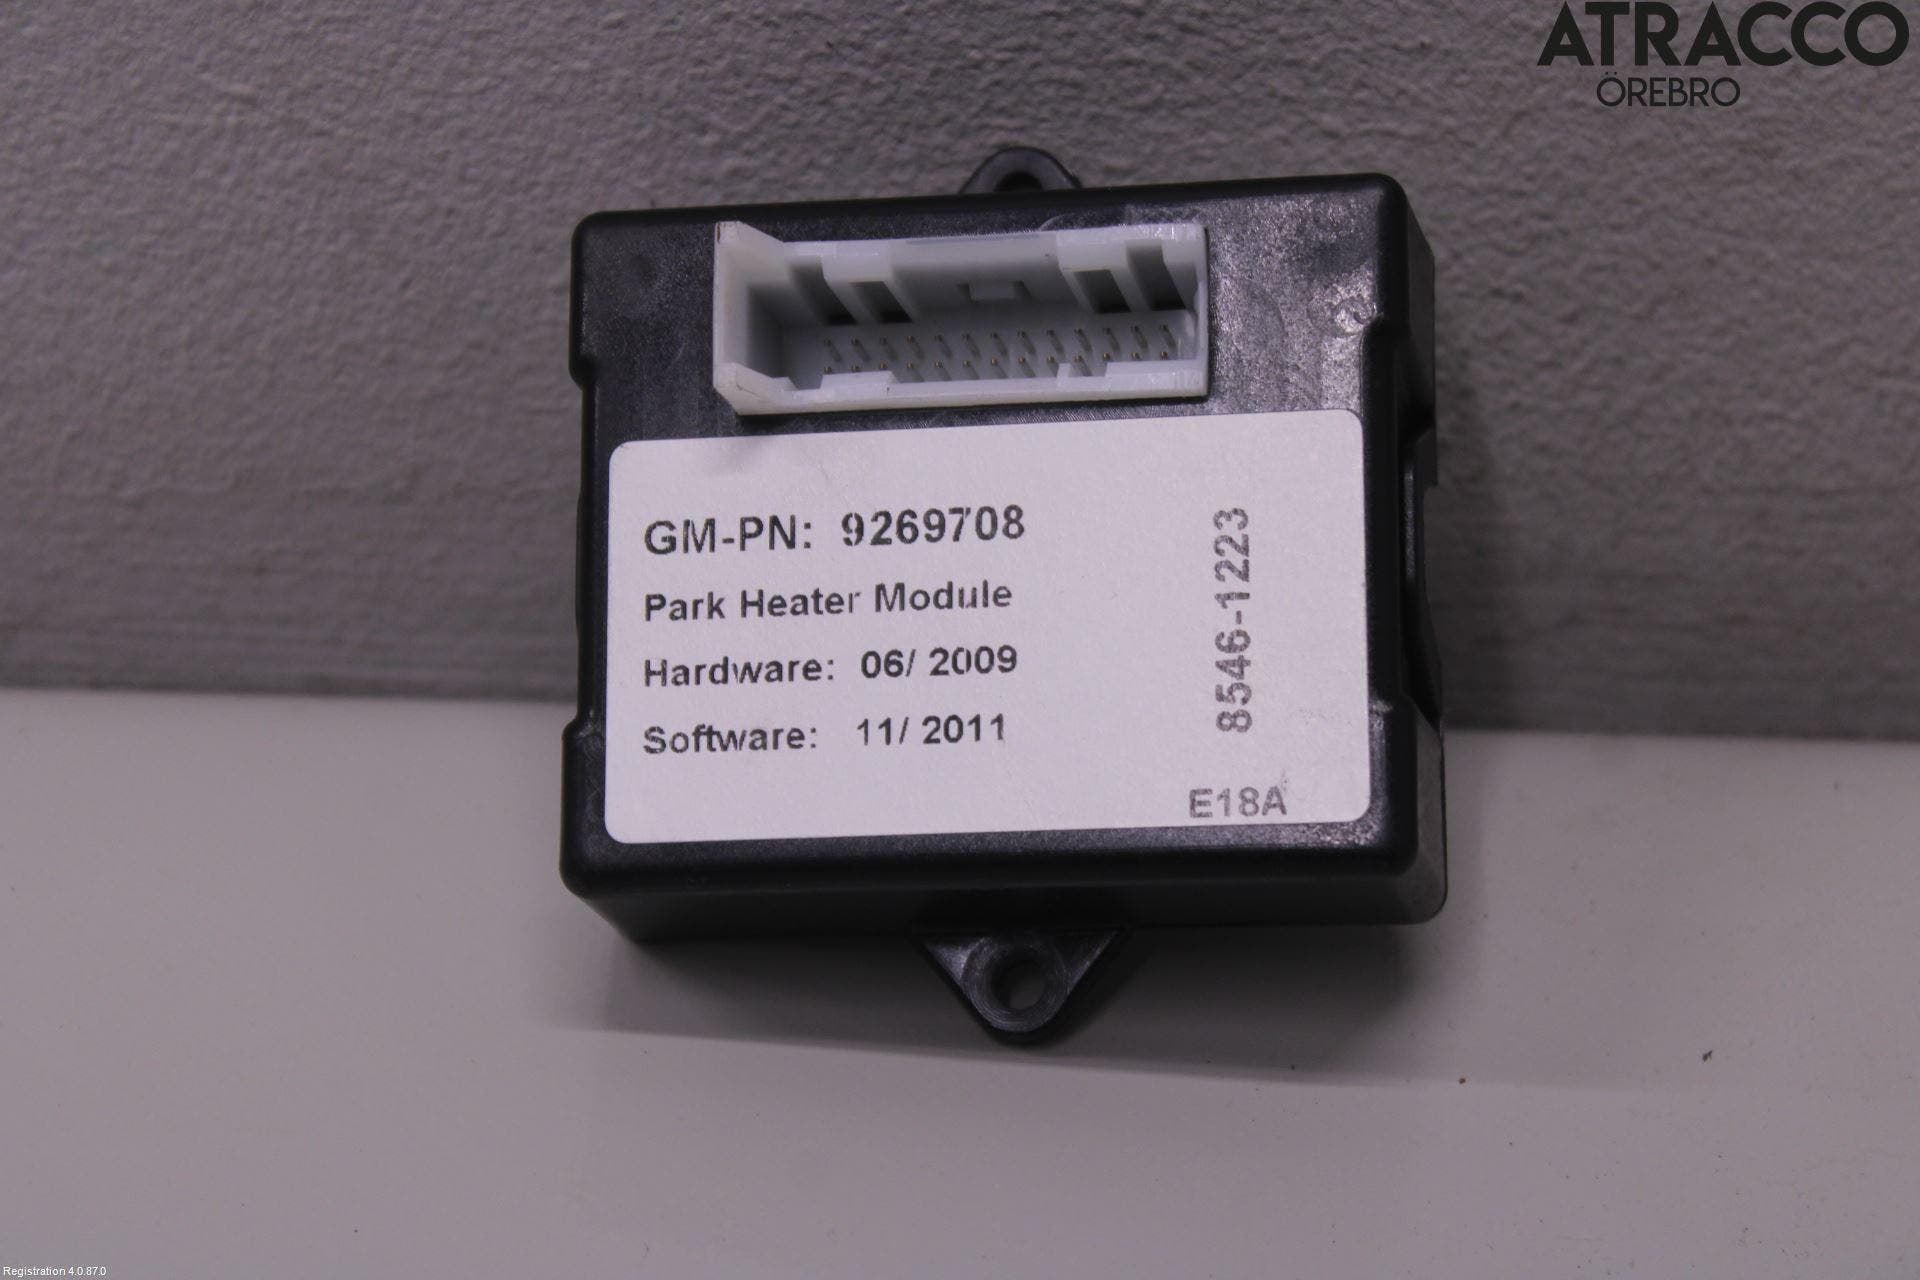 ATRACCO
ÖREBRO
GM-PN: 9269708
Park Heater Module
Hardware: 06/ 2009
Software: 11/ 2011
8546-1223
E18A
Registration 4.0.87.0